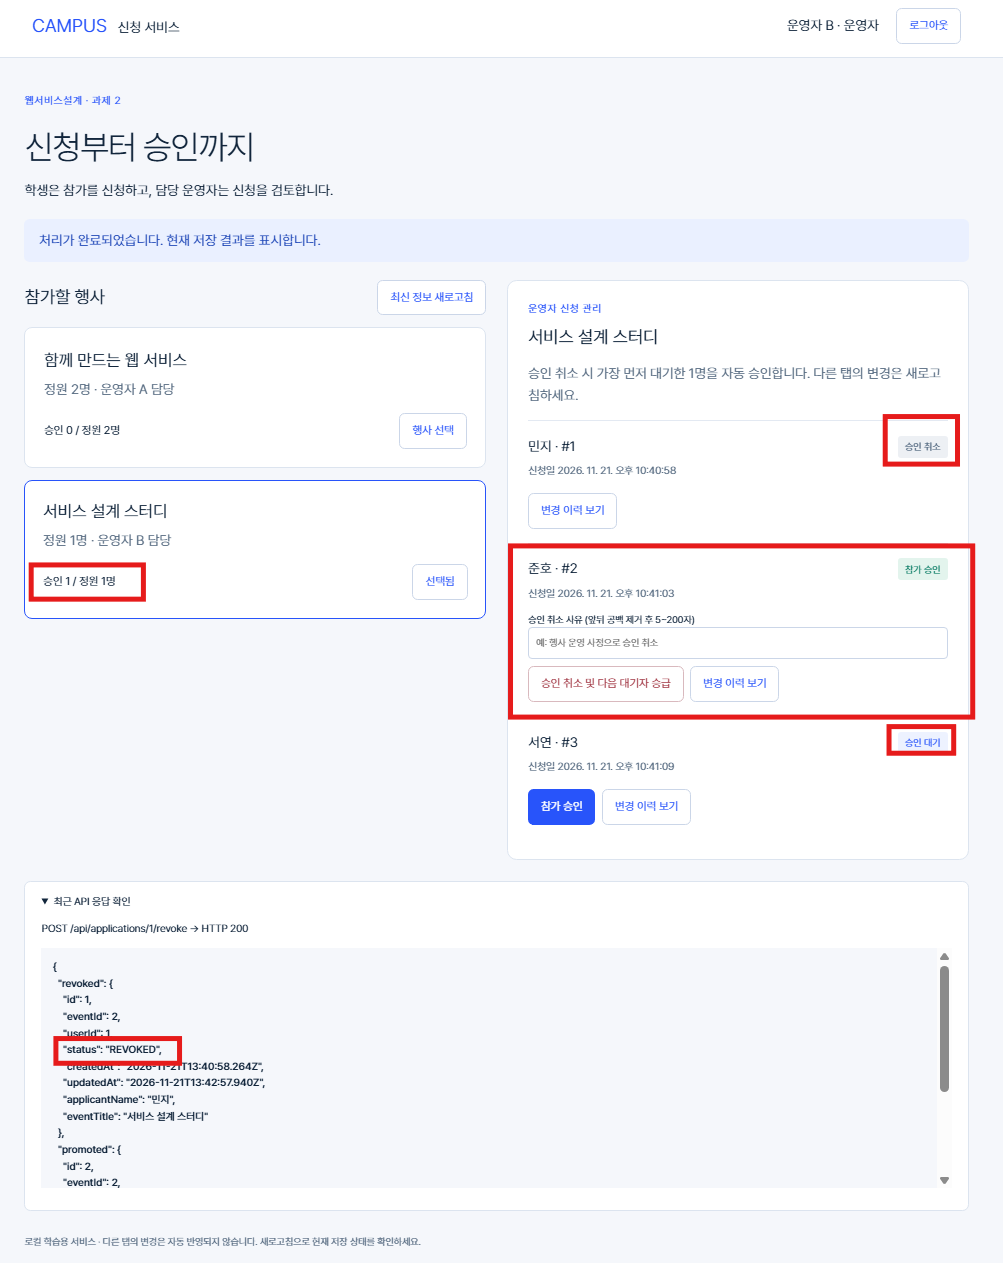 CAMPUS 신청 서비스
운영자 B · 운영자
로그아웃
웹서비스설계 · 과제 2
신청부터 승인까지
학생은 참가를 신청하고, 담당 운영자는 신청을 검토합니다.
처리가 완료되었습니다. 현재 저장 결과를 표시합니다.
참가할 행사
최신 정보 새로고침
함께 만드는 웹 서비스
정원 2명 · 운영자 A 담당
승인 0 / 정원 2명
행사 선택
서비스 설계 스터디
정원 1명 · 운영자 B 담당
승인 1 / 정원 1명
선택됨
운영자 신청 관리
서비스 설계 스터디
승인 취소 시 가장 먼저 대기한 1명을 자동 승인합니다. 다른 탭의 변경은 새로고
침하세요.
민지 · #1
승인 취소
신청일 2026. 11. 21. 오후 10:40:58
변경 이력 보기
준호 · #2
참가 승인
신청일 2026. 11. 21. 오후 10:41:03
승인 취소 사유 (앞뒤 공백 제거 후 5~200자)
예: 행사 운영 사정으로 승인 취소
승인 취소 및 다음 대기자 승급
변경 이력 보기
서연 · #3
승인 대기
신청일 2026. 11. 21. 오후 10:41:09
참가 승인
변경 이력 보기
▼ 최근 API 응답 확인
POST /api/applications/1/revoke → HTTP 200
{
"revoked": {
"id": 1,
"eventId": 2,
"userId": 1,
"status": "REVOKED",
"createdAt": "2026-11-21T13:40:58.264Z",
"updatedAt": "2026-11-21T13:42:57.940Z",
"applicantName": "민지",
"eventTitle": "서비스 설계 스터디"
},
"promoted": {
"id": 2,
"eventId": 2,
로컬 학습용 서비스 · 다른 탭의 변경은 자동 반영되지 않습니다. 새로고침으로 현재 저장 상태를 확인하세요.